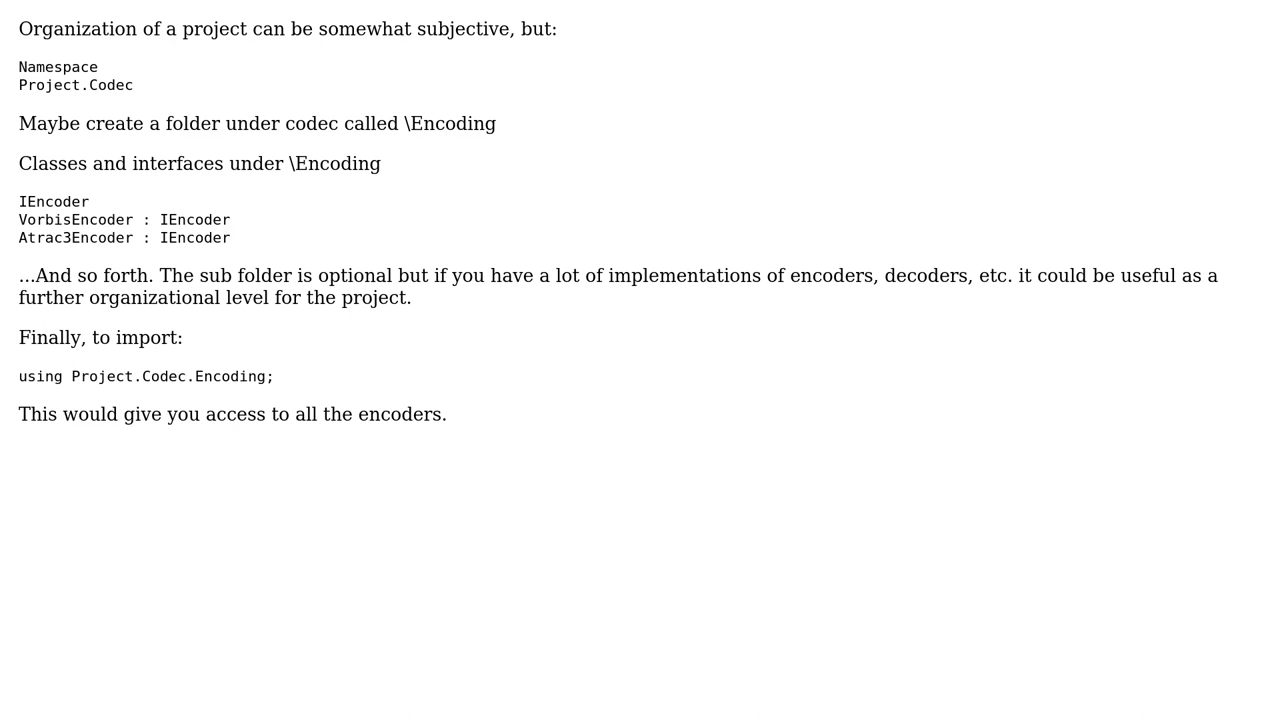 Organization of a project can be somewhat subjective, but:
Namespace
Project.Codec
Maybe create a folder under codec called \Encoding
Classes and interfaces under \Encoding
IEncoder
VorbisEncoder : IEncoder
Atrac3Encoder : IEncoder
...And so forth. The sub folder is optional but if you have a lot of implementations of encoders, decoders, etc. it could be useful as a
further organizational level for the project.
Finally, to import:
using Project.Codec.Encoding;
This would give you access to all the encoders.